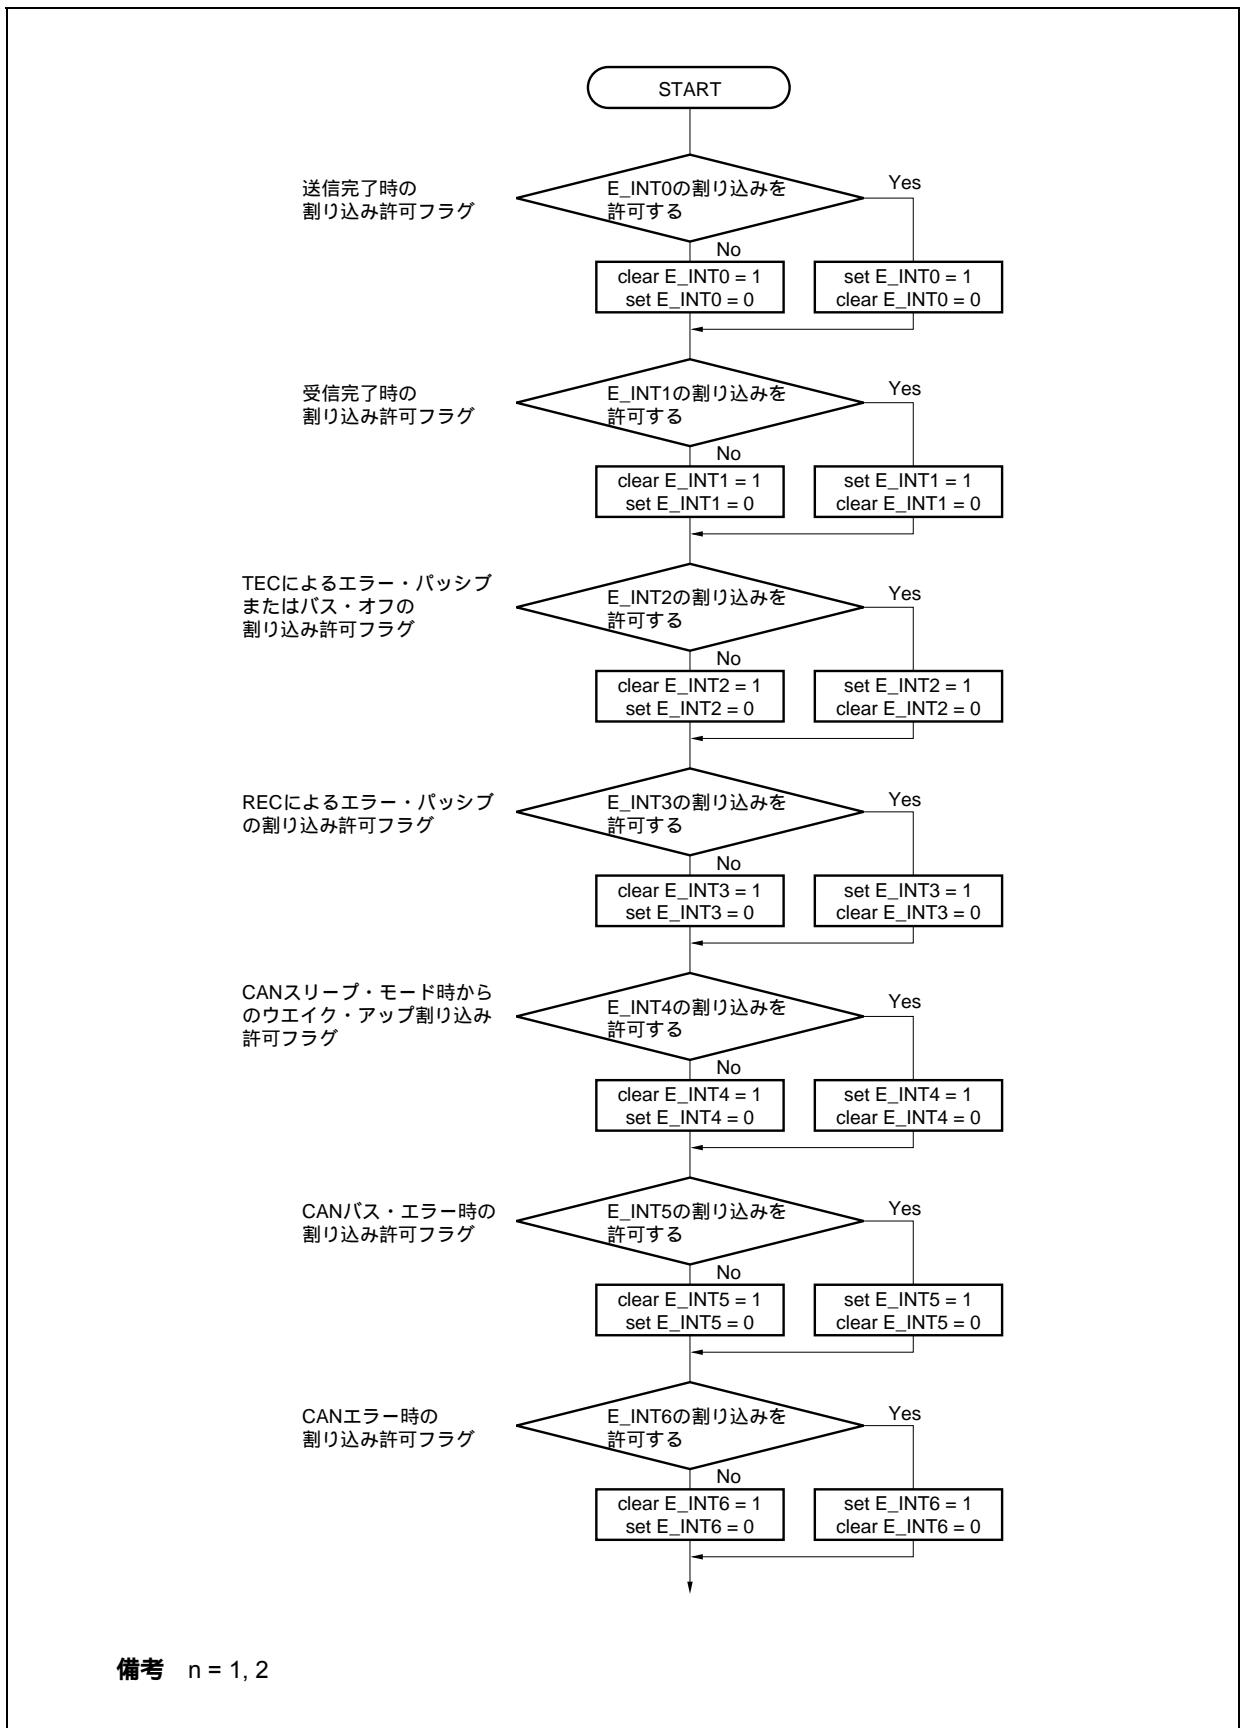 START
送信完了時の
割り込み許可フラグ
E_INT0の割り込みを
許可する
Yes
No
clear E_INT0 = 1
set E_INT0 = 0
set E_INT0 = 1
clear E_INT0 = 0
受信完了時の
割り込み許可フラグ
E_INT1の割り込みを
許可する
Yes
No
clear E_INT1 = 1
set E_INT1 = 0
set E_INT1 = 1
clear E_INT1 = 0
TECによるエラー・パッシブ
またはバス・オフの
割り込み許可フラグ
E_INT2の割り込みを
許可する
Yes
No
clear E_INT2 = 1
set E_INT2 = 0
set E_INT2 = 1
clear E_INT2 = 0
RECによるエラー・パッシブ
の割り込み許可フラグ
E_INT3の割り込みを
許可する
Yes
No
clear E_INT3 = 1
set E_INT3 = 0
set E_INT3 = 1
clear E_INT3 = 0
CANスリープ・モード時から
のウエイク・アップ割り込み
許可フラグ
E_INT4の割り込みを
許可する
Yes
No
clear E_INT4 = 1
set E_INT4 = 0
set E_INT4 = 1
clear E_INT4 = 0
CANバス・エラー時の
割り込み許可フラグ
E_INT5の割り込みを
許可する
Yes
No
clear E_INT5 = 1
set E_INT5 = 0
set E_INT5 = 1
clear E_INT5 = 0
CANエラー時の
割り込み許可フラグ
E_INT6の割り込みを
許可する
Yes
No
clear E_INT6 = 1
set E_INT6 = 0
set E_INT6 = 1
clear E_INT6 = 0
備考 n = 1, 2